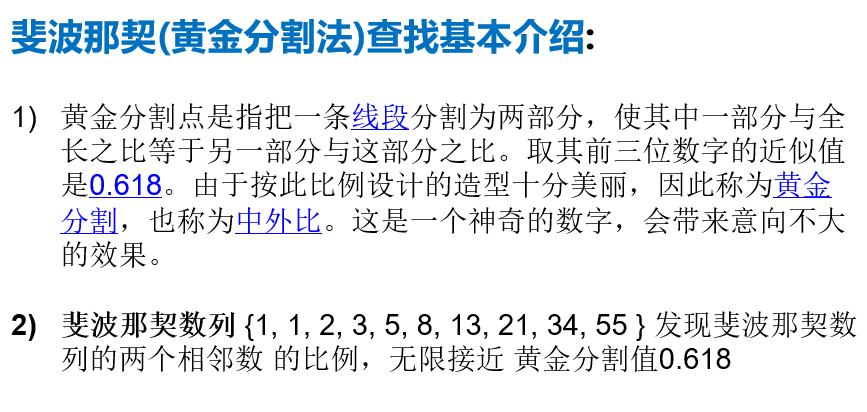 斐波那契(黄金分割法)查找基本介绍:
1) 黄金分割点是指把一条线段分割为两部分，使其中一部分与全
长之比等于另一部分与这部分之比。取其前三位数字的近似值
是0.618。由于按此比例设计的造型十分美丽，因此称为黄金
分割，也称为中外比。这是一个神奇的数字，会带来意向不大
的效果。
2) 斐波那契数列 {1, 1, 2, 3, 5, 8, 13, 21, 34, 55 } 发现斐波那契数
列的两个相邻数 的比例，无限接近 黄金分割值0.618